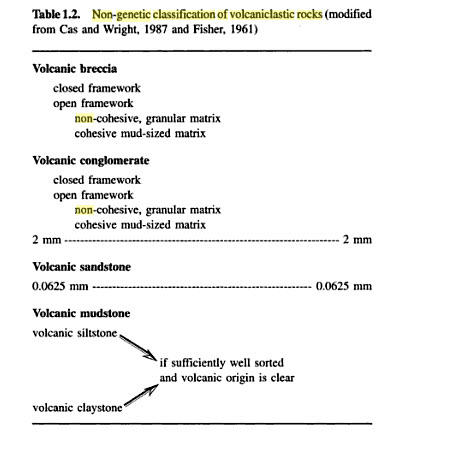 Table 1.2. Non-genetic classification of volcaniclastic rocks (modified
from Cas and Wright, 1987 and Fisher, 1961)
Volcanic breccia
closed framework
open framework
non-cohesive, granular matrix
cohesive mud-sized matrix
Volcanic conglomerate
closed framework
open framework
non-cohesive, granular matrix
cohesive mud-sized matrix
2 mm ---------------------------------------------------------------- 2 mm
Volcanic sandstone
0.0625 mm ---------------------------------------------------- 0.0625 mm
Volcanic mudstone
volcanic siltstone
if sufficiently well sorted
and volcanic origin is clear
volcanic claystone